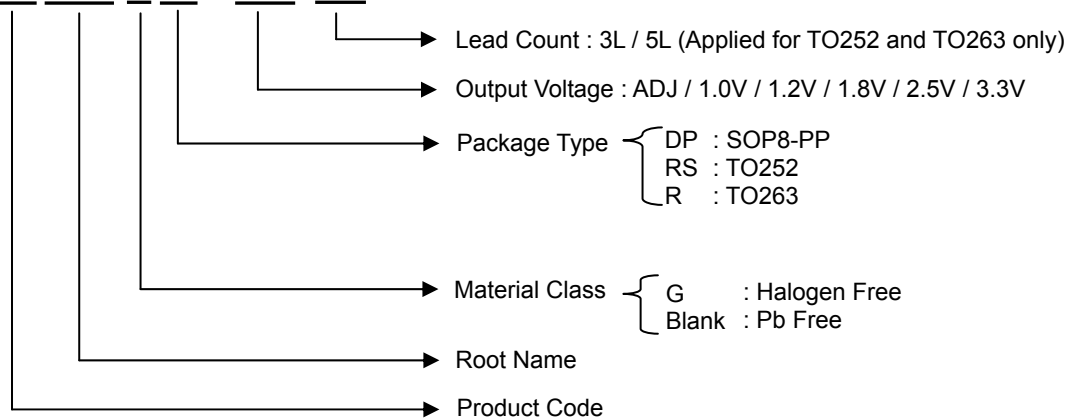 Lead Count : 3L / 5L (Applied for TO252 and TO263 only)
Output Voltage : ADJ / 1.0V / 1.2V / 1.8V / 2.5V / 3.3V
Package Type
DP : SOP8-PP
RS : TO252
R : TO263
Material Class
G : Halogen Free
Blank : Pb Free
Root Name
Product Code